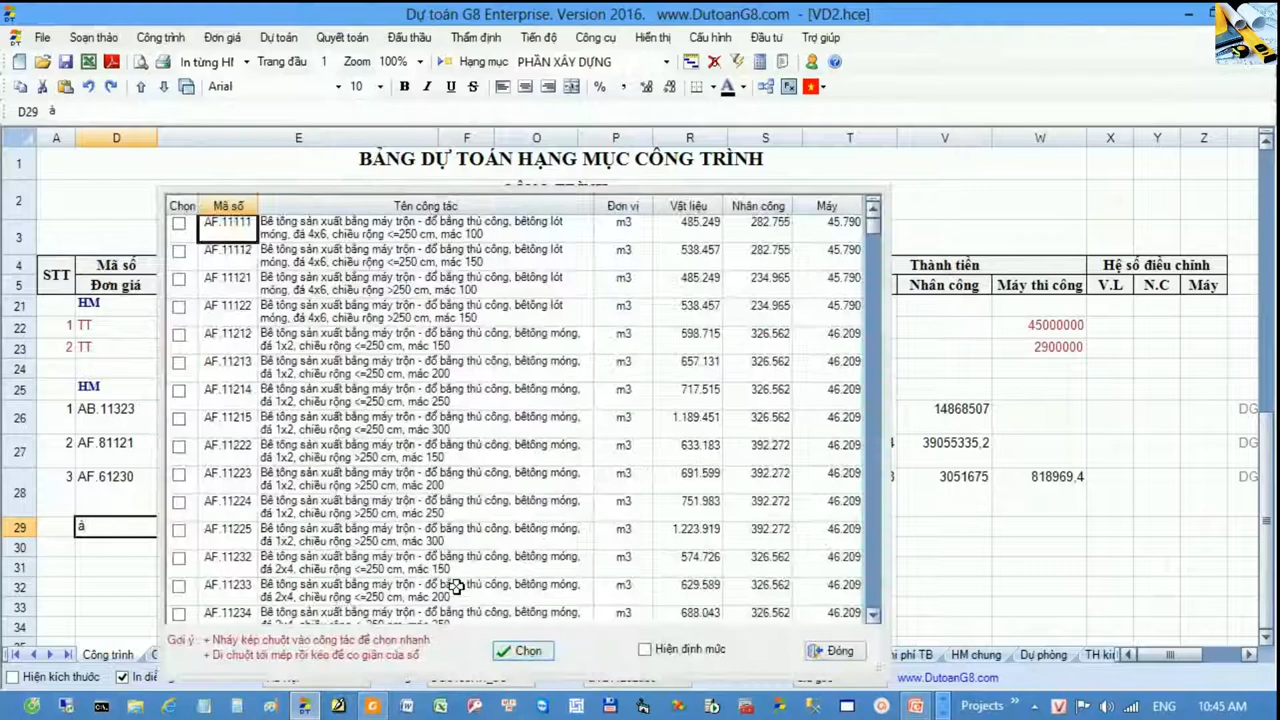 Dự toán G8 Enterprise. Version 2016.   www.DutoanG8.com  - [VD2.hce]
File Soạn thảo Công trình Đơn giá Dự toán Quyết toán Đấu thầu Thẩm định Tiến độ Công cụ Hiển thị Cấu hình Đầu tư Trợ giúp
In từng HI Trang đầu 1 Zoom 100% Hạng mục PHẦN XÂY DỰNG
Arial 10 B I U S % ,
D29 à
A D E F O P R S T V W X Y Z
1 BẢNG DỰ TOÁN HẠNG MỤC CÔNG TRÌNH
2
3
4 STT Mã số Thành tiền Hệ số điều chỉnh
5 Đơn giá Nhân công Máy thi công V.L N.C Máy
21 HM
22 1 TT 45000000
23 2 TT 2900000
24
25 HM
26 1 AB.11323 14868507 DG
27 2 AF.81121 4 39055335,2 DG
28 3 AF.61230 3 3051675 818969,4 DG
29 à
30
31
32
33
34
Chọn Mã số Tên công tác Đơn vị Vật liệu Nhân công Máy
AF.11111 Bê tông sản xuất bằng máy trộn - đổ bằng thủ công, bêtông lót móng, đá 4x6, chiều rộng <=250 cm, mác 100 m3 485.249 282.755 45.790
AF.11112 Bê tông sản xuất bằng máy trộn - đổ bằng thủ công, bêtông lót móng, đá 4x6, chiều rộng <=250 cm, mác 150 m3 538.457 282.755 45.790
AF.11121 Bê tông sản xuất bằng máy trộn - đổ bằng thủ công, bêtông lót móng, đá 4x6, chiều rộng >250 cm, mác 100 m3 485.249 234.965 45.790
AF.11122 Bê tông sản xuất bằng máy trộn - đổ bằng thủ công, bêtông lót móng, đá 4x6, chiều rộng >250 cm, mác 150 m3 538.457 234.965 45.790
AF.11212 Bê tông sản xuất bằng máy trộn - đổ bằng thủ công, bêtông móng, đá 1x2, chiều rộng <=250 cm, mác 150 m3 598.715 326.562 46.209
AF.11213 Bê tông sản xuất bằng máy trộn - đổ bằng thủ công, bêtông móng, đá 1x2, chiều rộng <=250 cm, mác 200 m3 657.131 326.562 46.209
AF.11214 Bê tông sản xuất bằng máy trộn - đổ bằng thủ công, bêtông móng, đá 1x2, chiều rộng <=250 cm, mác 250 m3 717.515 326.562 46.209
AF.11215 Bê tông sản xuất bằng máy trộn - đổ bằng thủ công, bêtông móng, đá 1x2, chiều rộng <=250 cm, mác 300 m3 1.189.451 326.562 46.209
AF.11222 Bê tông sản xuất bằng máy trộn - đổ bằng thủ công, bêtông móng, đá 1x2, chiều rộng >250 cm, mác 150 m3 633.183 392.272 46.209
AF.11223 Bê tông sản xuất bằng máy trộn - đổ bằng thủ công, bêtông móng, đá 1x2, chiều rộng >250 cm, mác 200 m3 691.599 392.272 46.209
AF.11224 Bê tông sản xuất bằng máy trộn - đổ bằng thủ công, bêtông móng, đá 1x2, chiều rộng >250 cm, mác 250 m3 751.983 392.272 46.209
AF.11225 Bê tông sản xuất bằng máy trộn - đổ bằng thủ công, bêtông móng, đá 1x2, chiều rộng >250 cm, mác 300 m3 1.223.919 392.272 46.209
AF.11232 Bê tông sản xuất bằng máy trộn - đổ bằng thủ công, bêtông móng, đá 2x4, chiều rộng <=250 cm, mác 150 m3 574.726 326.562 46.209
AF.11233 Bê tông sản xuất bằng máy trộn - đổ bằng thủ công, bêtông móng, đá 2x4, chiều rộng <=250 cm, mác 200 m3 629.589 326.562 46.209
AF.11234 Bê tông sản xuất bằng máy trộn - đổ bằng thủ công, bêtông móng, m3 688.043 326.562 46.209
Gợi ý : + Nháy kép chuột vào công tác để chọn nhanh
+ Di chuột tới mép rồi kéo để co giãn cửa sổ
Chọn Hiện định mức Đóng
Công trình phí TB HM chung Dự phòng TH
Hiện kích thước www.DutoanG8.com
Projects ENG 10:45 AM